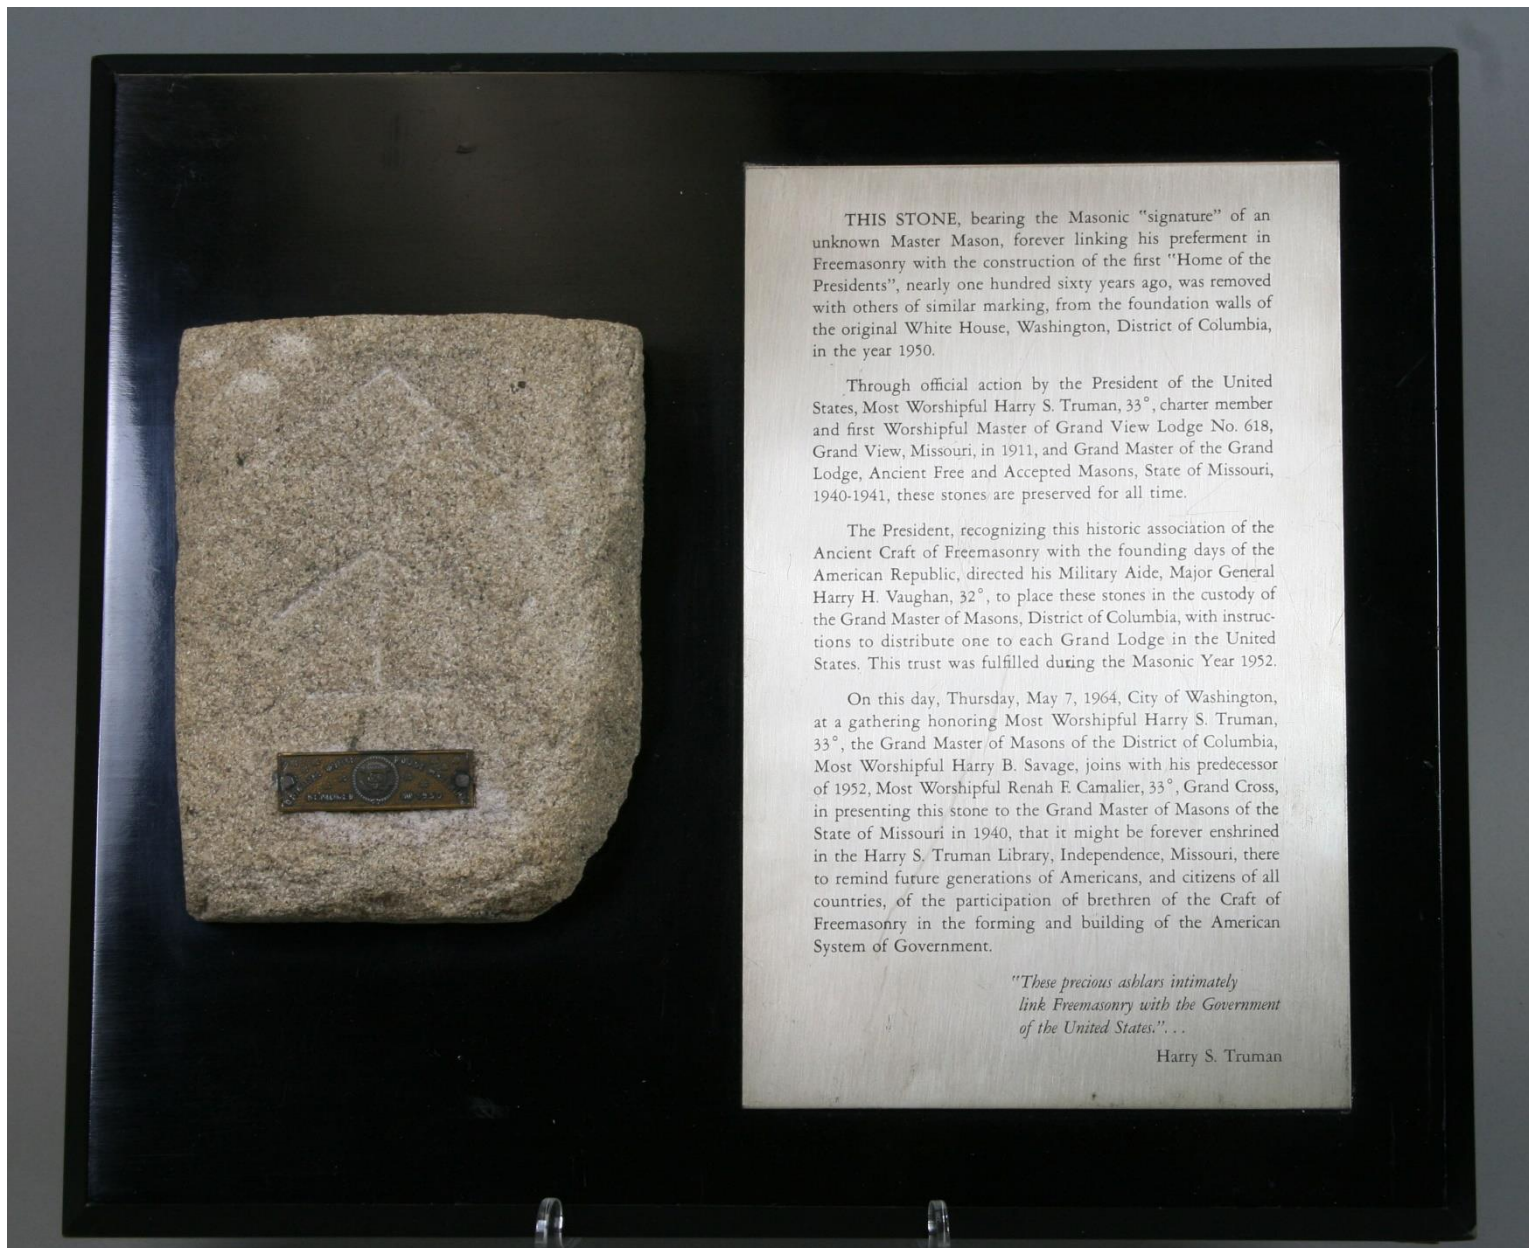 THIS STONE, bearing the Masonic "signature" of an
unknown Master Mason, forever linking his preferment in
Freemasonry with the construction of the first "Home of the
Presidents", nearly one hundred sixty years ago, was removed
with others of similar marking, from the foundation walls of
the original White House, Washington, District of Columbia,
in the year 1950.
Through official action by the President of the United
States, Most Worshipful Harry S. Truman, 33°, charter member
and first Worshipful Master of Grand View Lodge No. 618,
Grand View, Missouri, in 1911, and Grand Master of the Grand
Lodge, Ancient Free and Accepted Masons, State of Missouri,
1940-1941, these stones are preserved for all time.
The President, recognizing this historic association of the
Ancient Craft of Freemasonry with the founding days of the
American Republic, directed his Military Aide, Major General
Harry H. Vaughan, 32°, to place these stones in the custody of
the Grand Master of Masons, District of Columbia, with instruc-
tions to distribute one to each Grand Lodge in the United
States. This trust was fulfilled during the Masonic Year 1952.
On this day, Thursday, May 7, 1964, City of Washington,
at a gathering honoring Most Worshipful Harry S. Truman,
33°, the Grand Master of Masons of the District of Columbia,
Most Worshipful Harry B. Savage, joins with his predecessor
of 1952, Most Worshipful Renah F. Camalier, 33°, Grand Cross,
in presenting this stone to the Grand Master of Masons of the
State of Missouri in 1940, that it might be forever enshrined
in the Harry S. Truman Library, Independence, Missouri, there
to remind future generations of Americans, and citizens of all
countries, of the participation of brethren of the Craft of
Freemasonry in the forming and building of the American
System of Government.
"These precious ashlars intimately
link Freemasonry with the Government
of the United States."...
Harry S. Truman